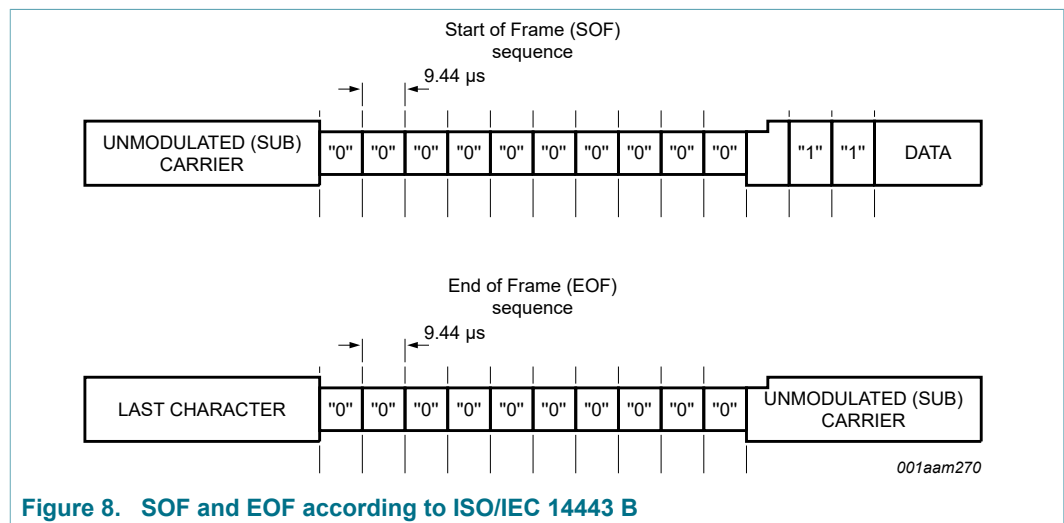 Start of Frame (SOF)
sequence
9.44 µs
UNMODULATED (SUB)
CARRIER
"0" "0" "0" "0" "0" "0" "0" "0" "0" "0" "1" "1" DATA
End of Frame (EOF)
sequence
9.44 µs
LAST CHARACTER
"0" "0" "0" "0" "0" "0" "0" "0" "0" "0"
UNMODULATED (SUB)
CARRIER
001aam270
Figure 8. SOF and EOF according to ISO/IEC 14443 B